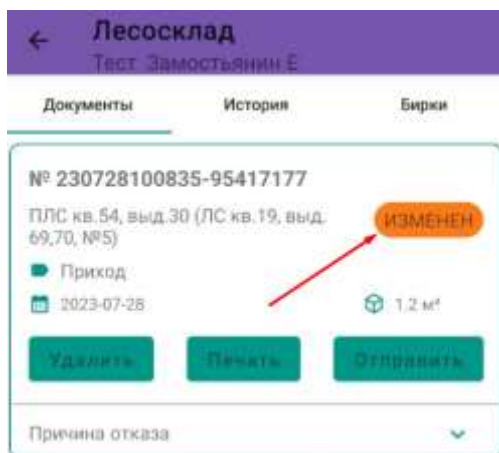 Лесосклад
Тест Замостьянин Е
Документы История Бирки
№ 230728100835-95417177
ПЛС кв.54, выд.30 (ЛС кв.19, выд. ИЗМЕНЕН
69,70, №5)
Приход
2023-07-28 1.2 м³
Удалить Печать Отправить
Причина отказа